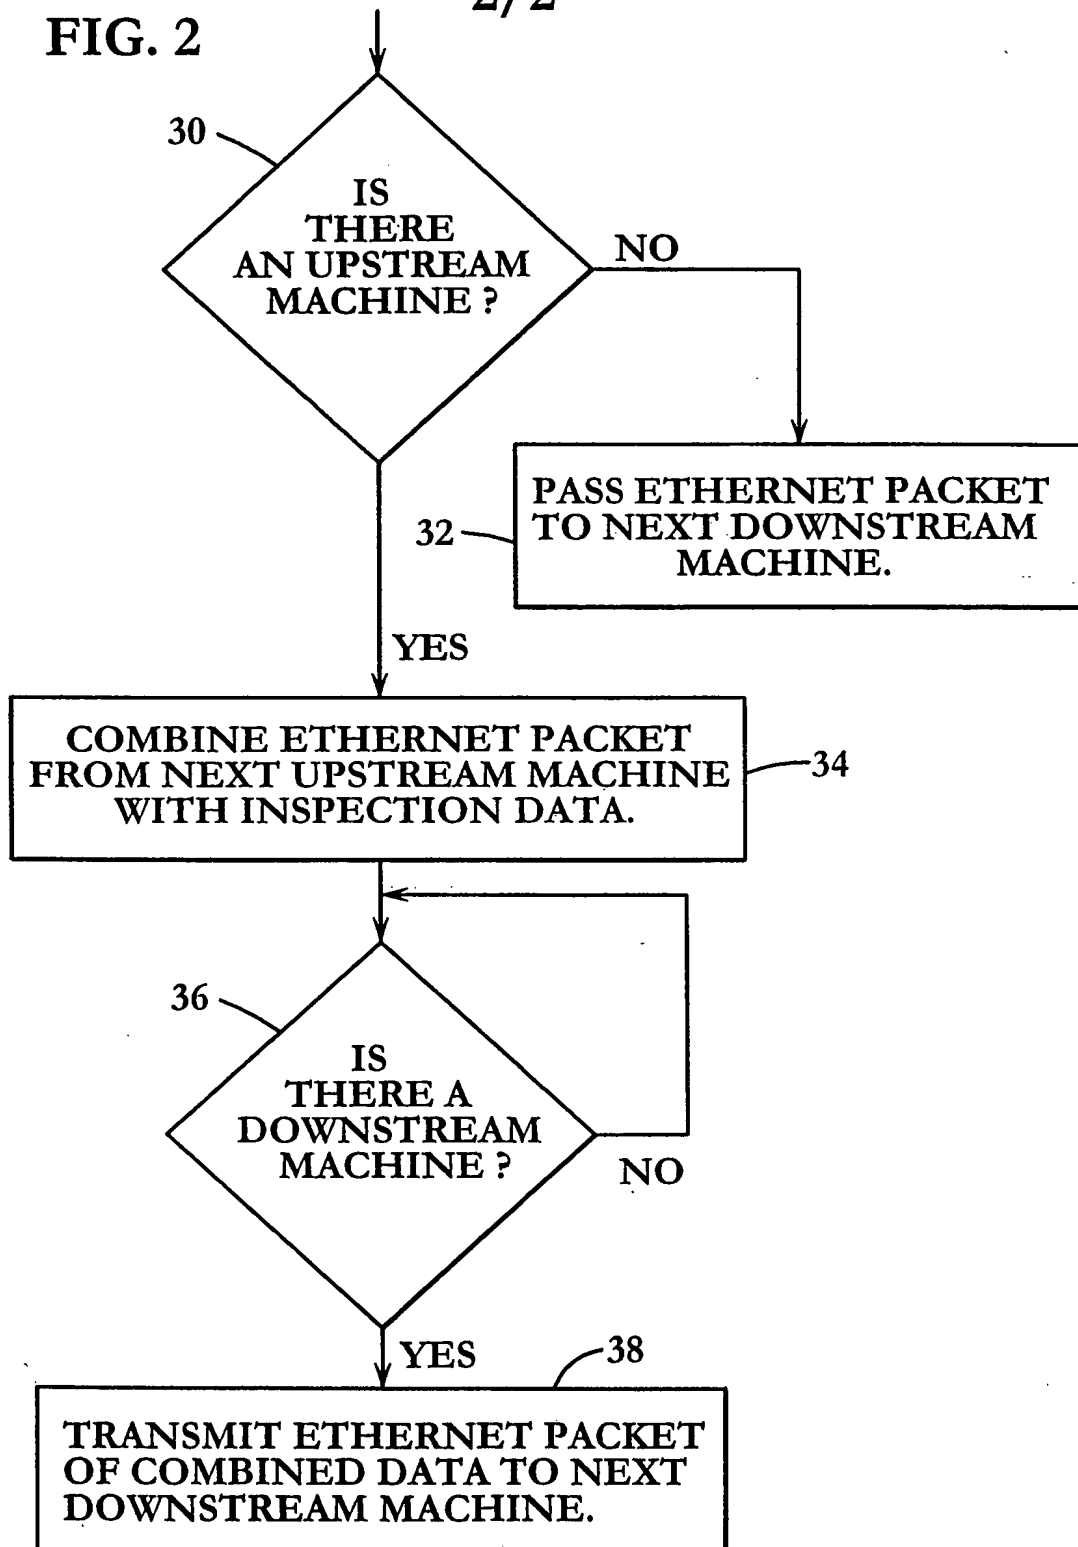 2/2
FIG. 2
30
IS
THERE
AN UPSTREAM
MACHINE ?
NO
PASS ETHERNET PACKET
TO NEXT DOWNSTREAM
MACHINE.
32
YES
COMBINE ETHERNET PACKET
FROM NEXT UPSTREAM MACHINE
WITH INSPECTION DATA.
34
36
IS
THERE A
DOWNSTREAM
MACHINE ?
NO
YES
38
TRANSMIT ETHERNET PACKET
OF COMBINED DATA TO NEXT
DOWNSTREAM MACHINE.